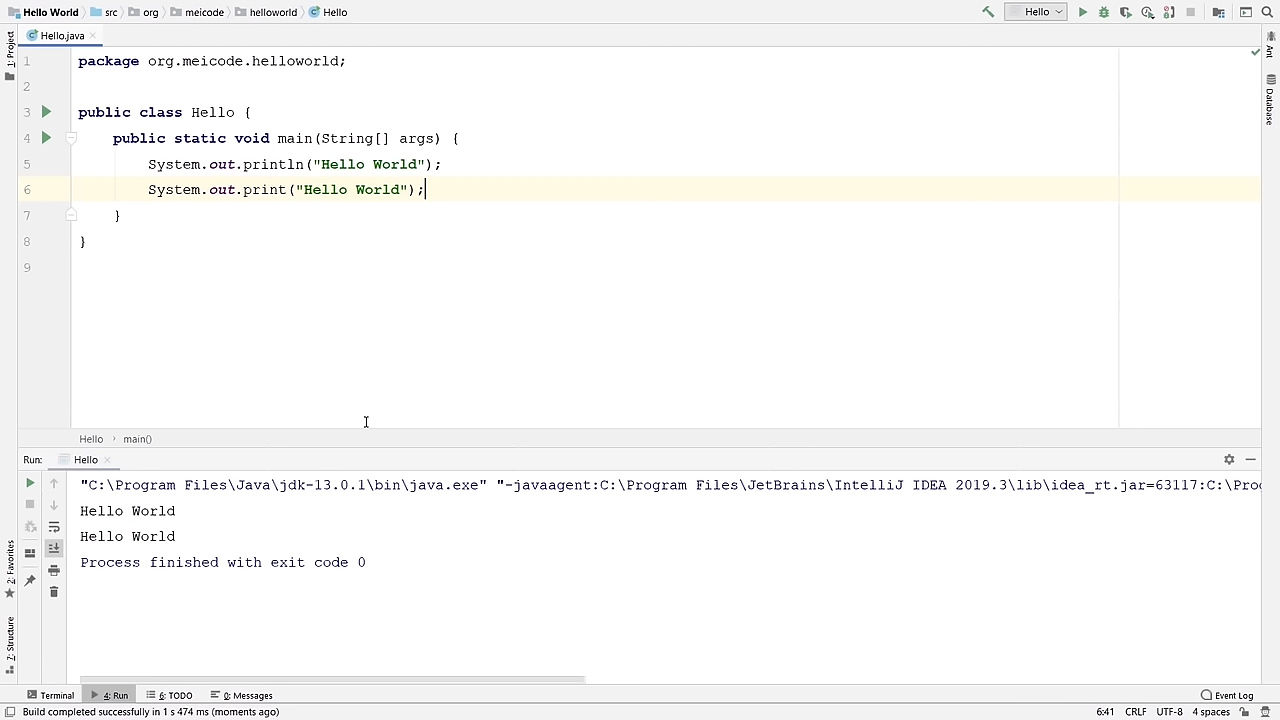 Hello World src org meicode helloworld Hello Hello
Hello.java
1: Project
Ant
Database
1 package org.meicode.helloworld;
2
3 public class Hello {
4 public static void main(String[] args) {
5 System.out.println("Hello World");
6 System.out.print("Hello World");
7 }
8 }
9
Hello › main()
Run: Hello
"C:\Program Files\Java\jdk-13.0.1\bin\java.exe" "-javaagent:C:\Program Files\JetBrains\IntelliJ IDEA 2019.3\lib\idea_rt.jar=63117:C:\Pro
Hello World
Hello World
Process finished with exit code 0
2: Favorites
7: Structure
Terminal 4: Run 6: TODO 0: Messages Event Log
Build completed successfully in 1 s 474 ms (moments ago) 6:41 CRLF UTF-8 4 spaces